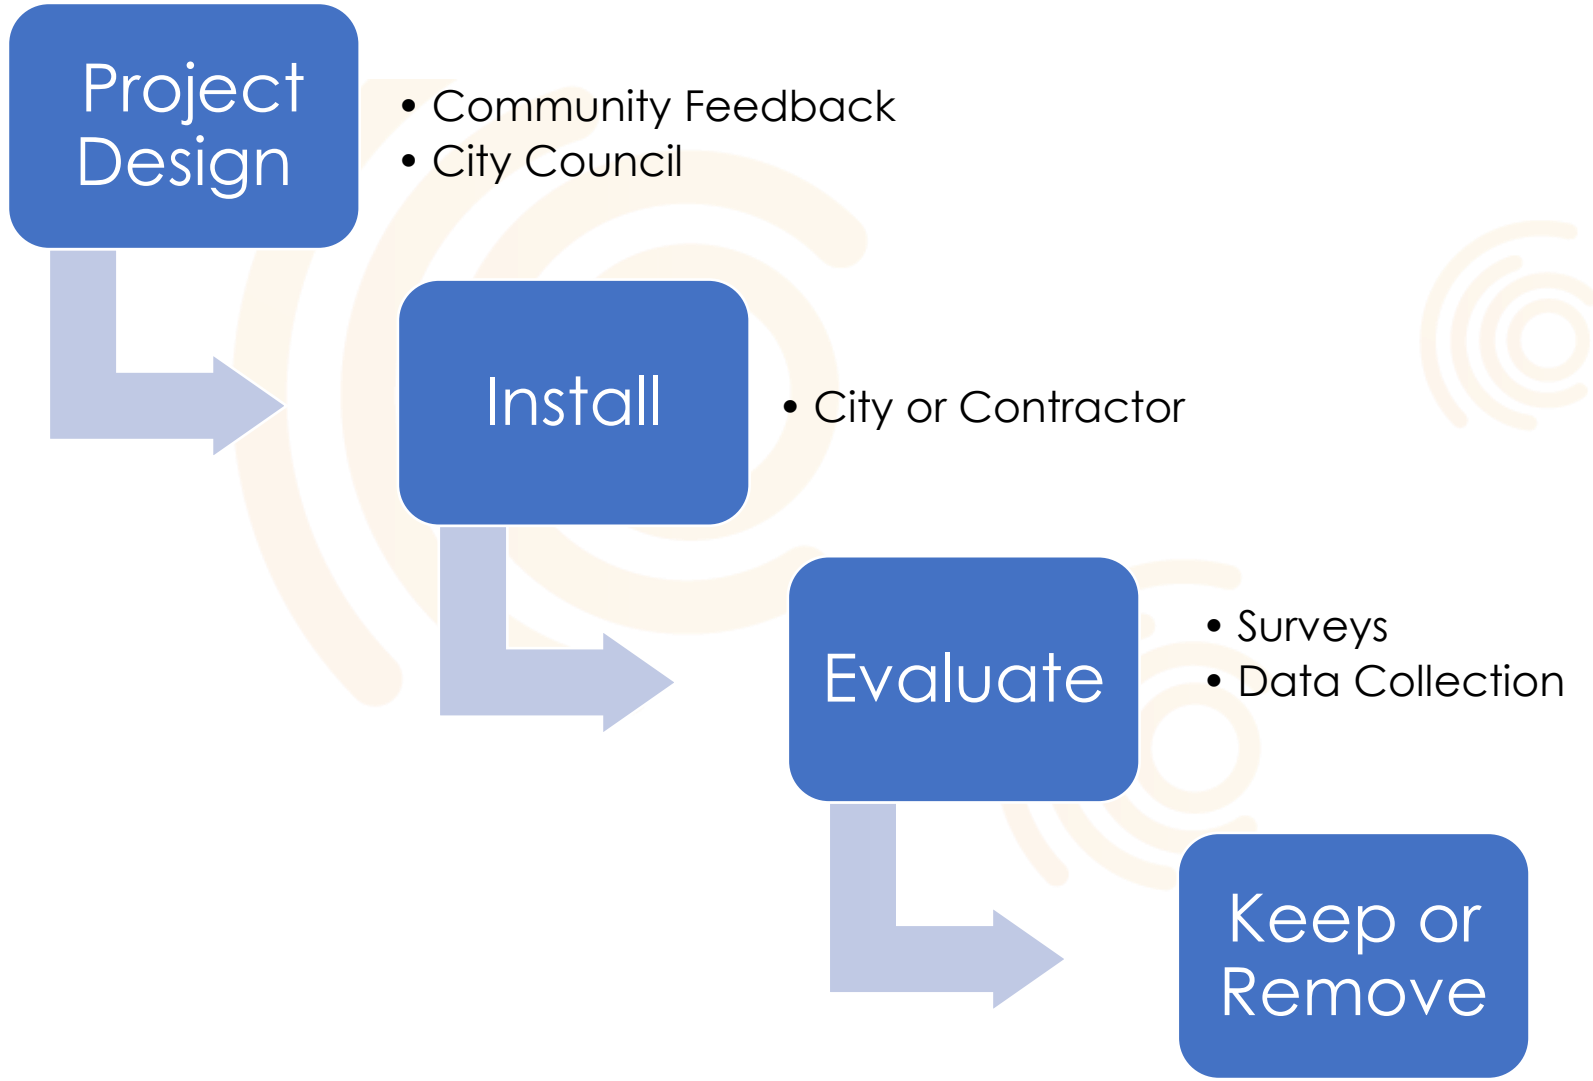 Project
Design
• Community Feedback
• City Council
Install
• City or Contractor
Evaluate
• Surveys
• Data Collection
Keep or
Remove